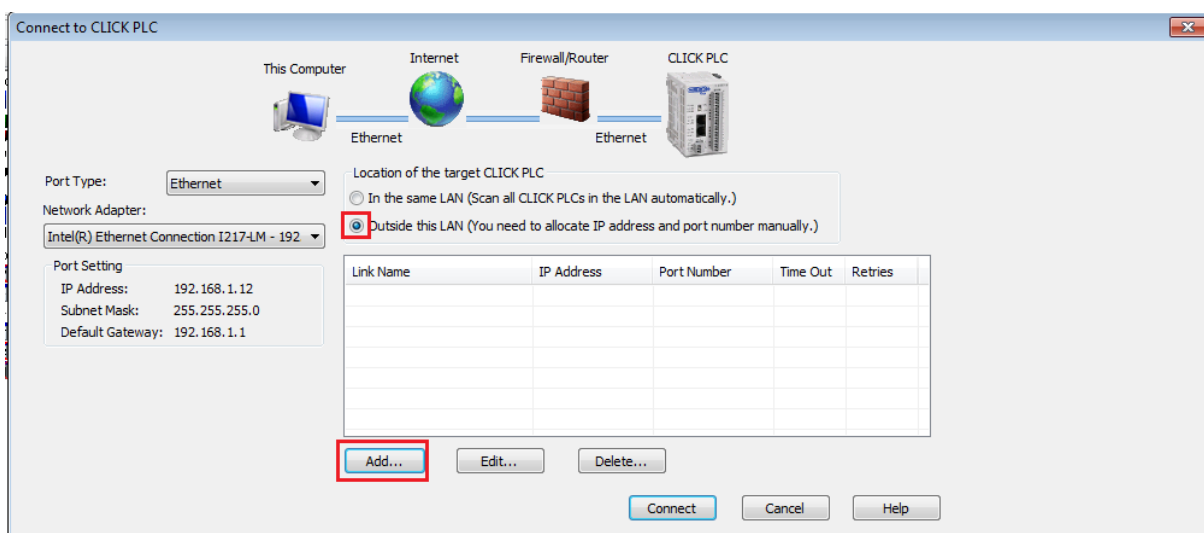 Connect to CLICK PLC
This Computer
Internet
Firewall/Router
CLICK PLC
Ethernet
Ethernet
Port Type:
Ethernet
Network Adapter:
Intel(R) Ethernet Connection I217-LM - 192
Port Setting
IP Address: 192.168.1.12
Subnet Mask: 255.255.255.0
Default Gateway: 192.168.1.1
Location of the target CLICK PLC
In the same LAN (Scan all CLICK PLCs in the LAN automatically.)
Outside this LAN (You need to allocate IP address and port number manually.)
Link Name IP Address Port Number Time Out Retries
Add... Edit... Delete...
Connect Cancel Help